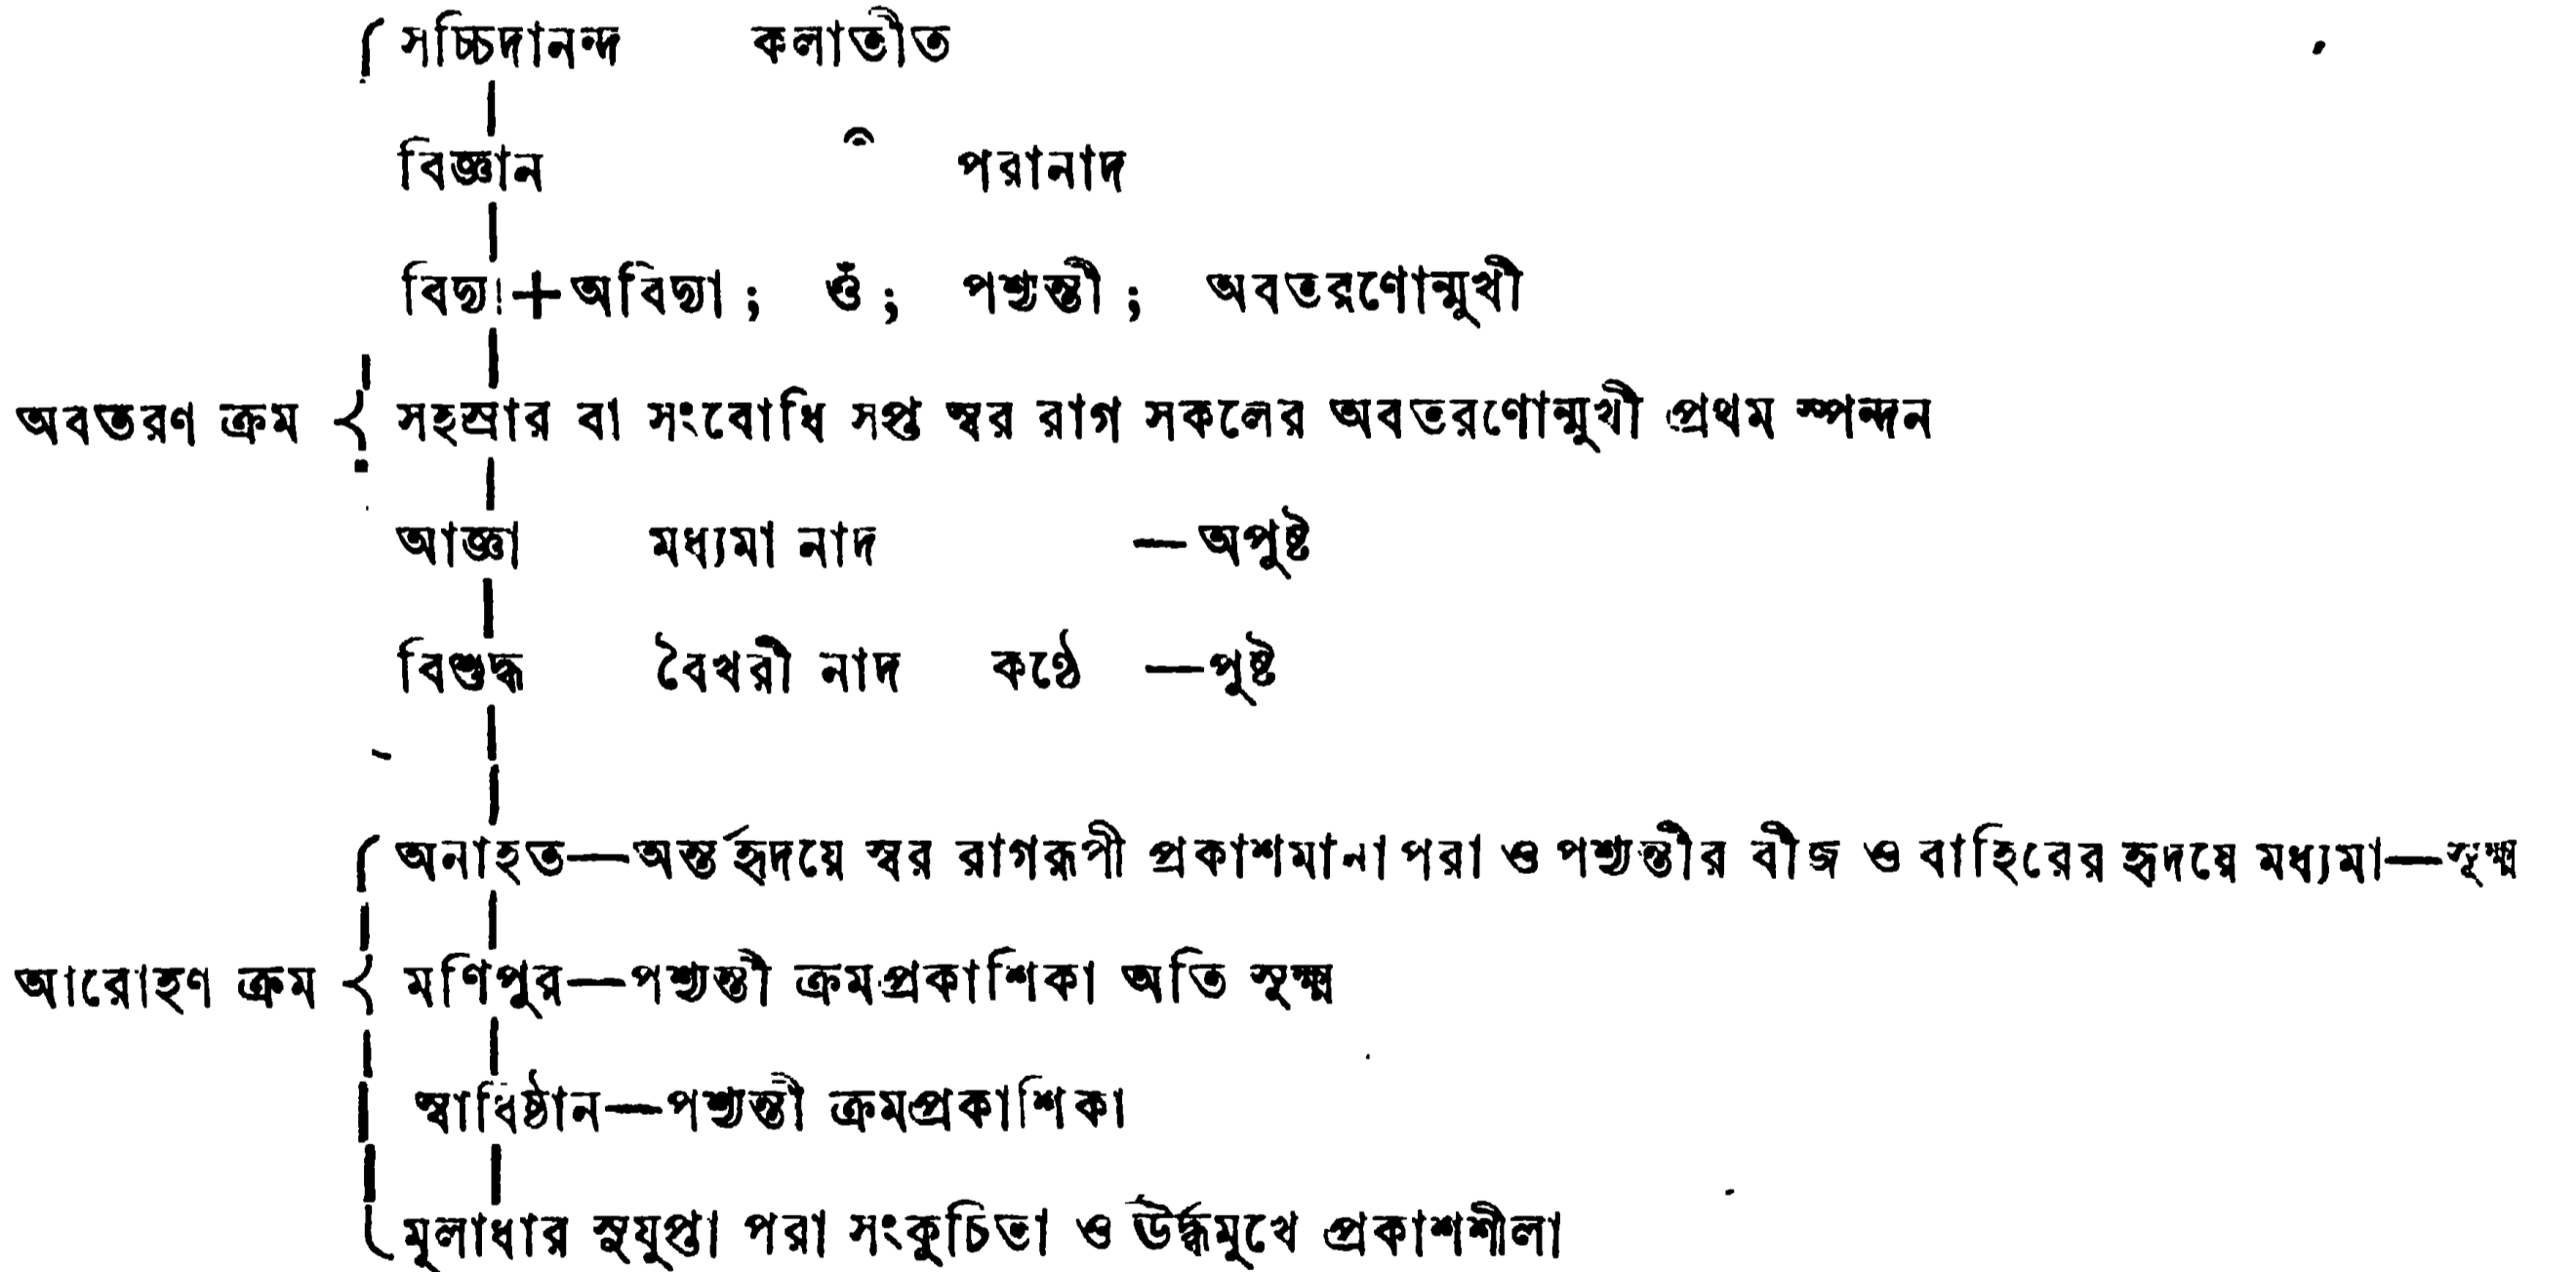 সচ্চিদানন্দ কলাতীত
বিজ্ঞান পরানাদ
বিদ্যা+অবিদ্যা ; ওঁ ; পশ্যন্তী ; অবতরণোন্মুখী
অবতরণ ক্রম সহস্রার বা সংবোধি সপ্ত স্বর রাগ সকলের অবতরণোন্মুখী প্রথম স্পন্দন
আজ্ঞা মধ্যমা নাদ —অপুষ্ট
বিশুদ্ধ বৈখরী নাদ কণ্ঠে —পুষ্ট
অনাহত—অন্তর্হৃদয়ে স্বর রাগরূপী প্রকাশমানা পরা ও পশ্যন্তীর বীজ ও বাহিরের হৃদয়ে মধ্যমা—সূক্ষ্ম
আরোহণ ক্রম মণিপুর—পশ্যন্তী ক্রমপ্রকাশিকা অতি সূক্ষ্ম
স্বাধিষ্ঠান—পশ্যন্তী ক্রমপ্রকাশিকা
মূলাধার সুযুপ্তা পরা সংকুচিতা ও ঊর্দ্ধমুখে প্রকাশশীলা